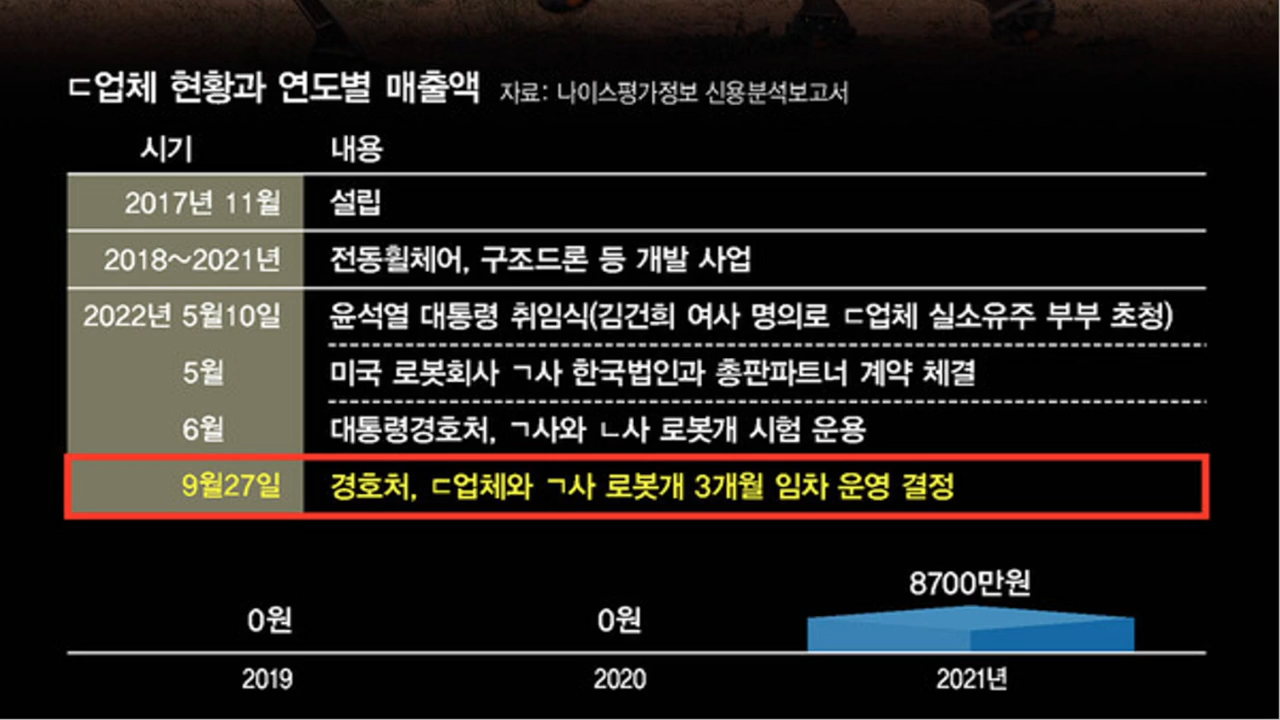 ㄷ업체 현황과 연도별 매출액 자료: 나이스평가정보 신용분석보고서
시기 내용
2017년 11월 설립
2018~2021년 전동휠체어, 구조드론 등 개발 사업
2022년 5월10일 윤석열 대통령 취임식(김건희 여사 명의로 ㄷ업체 실소유주 부부 초청)
5월 미국 로봇회사 ㄱ사 한국법인과 총판파트너 계약 체결
6월 대통령경호처, ㄱ사와 ㄴ사 로봇개 시험 운용
9월27일 경호처, ㄷ업체와 ㄱ사 로봇개 3개월 임차 운영 결정
0원 0원 8700만원
2019 2020 2021년